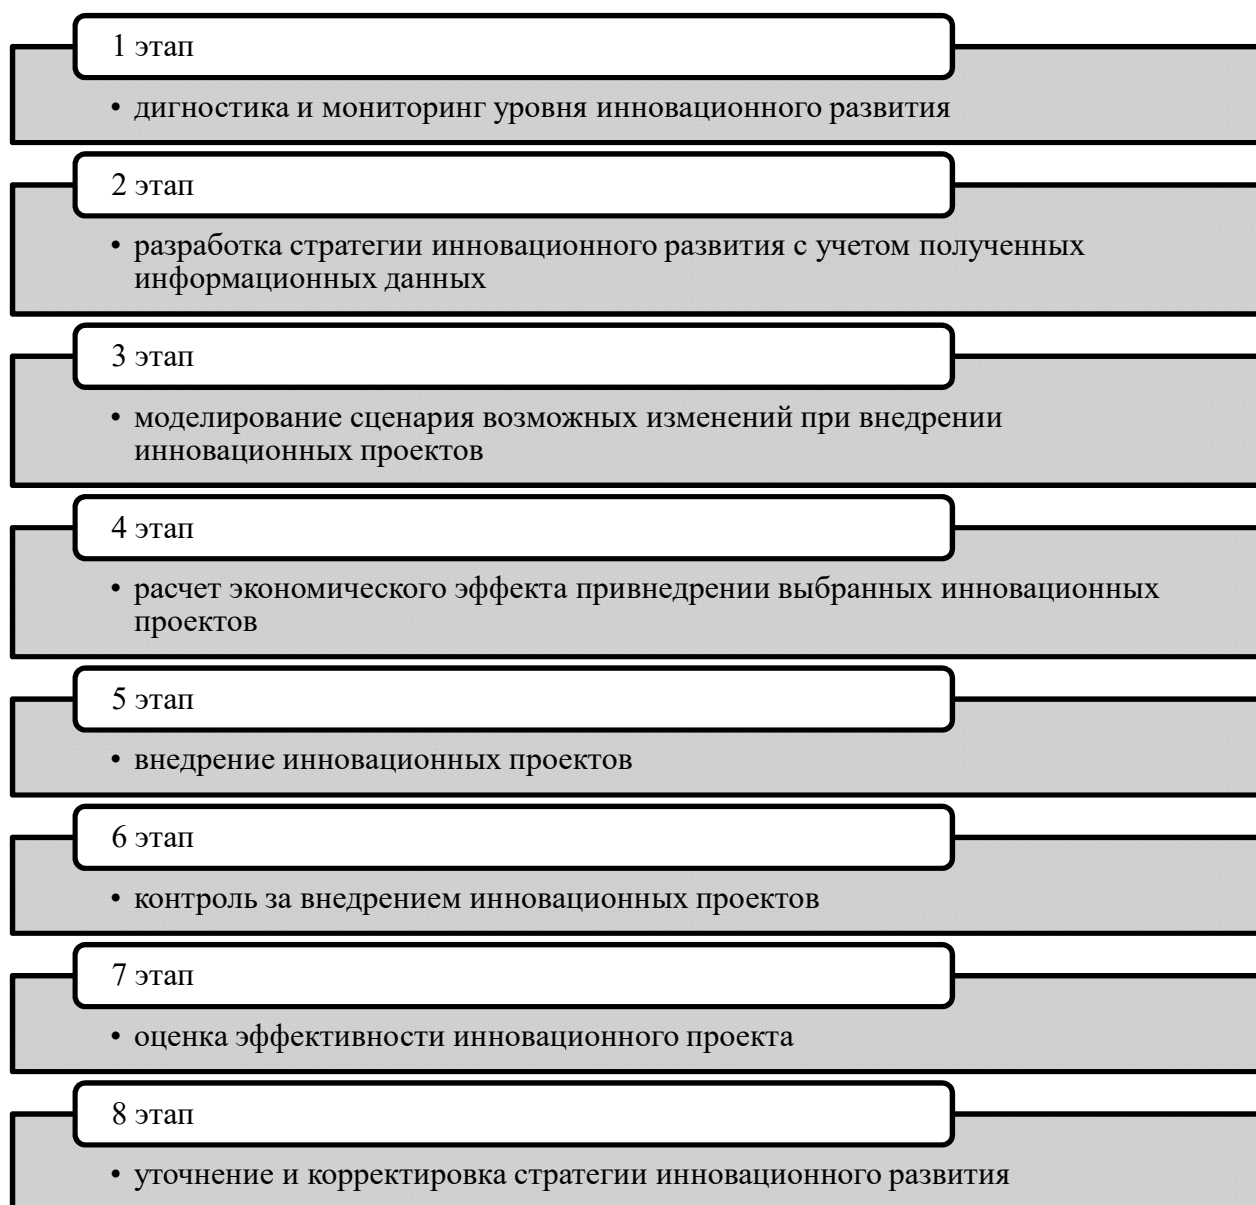 1 этап
• дигностика и мониторинг уровня инновационного развития
2 этап
• разработка стратегии инновационного развития с учетом полученных
информационных данных
3 этап
• моделирование сценария возможных изменений при внедрении
инновационных проектов
4 этап
• расчет экономического эффекта привнедрении выбранных инновационных
проектов
5 этап
• внедрение инновационных проектов
6 этап
• контроль за внедрением инновационных проектов
7 этап
• оценка эффективности инновационного проекта
8 этап
• уточнение и корректировка стратегии инновационного развития